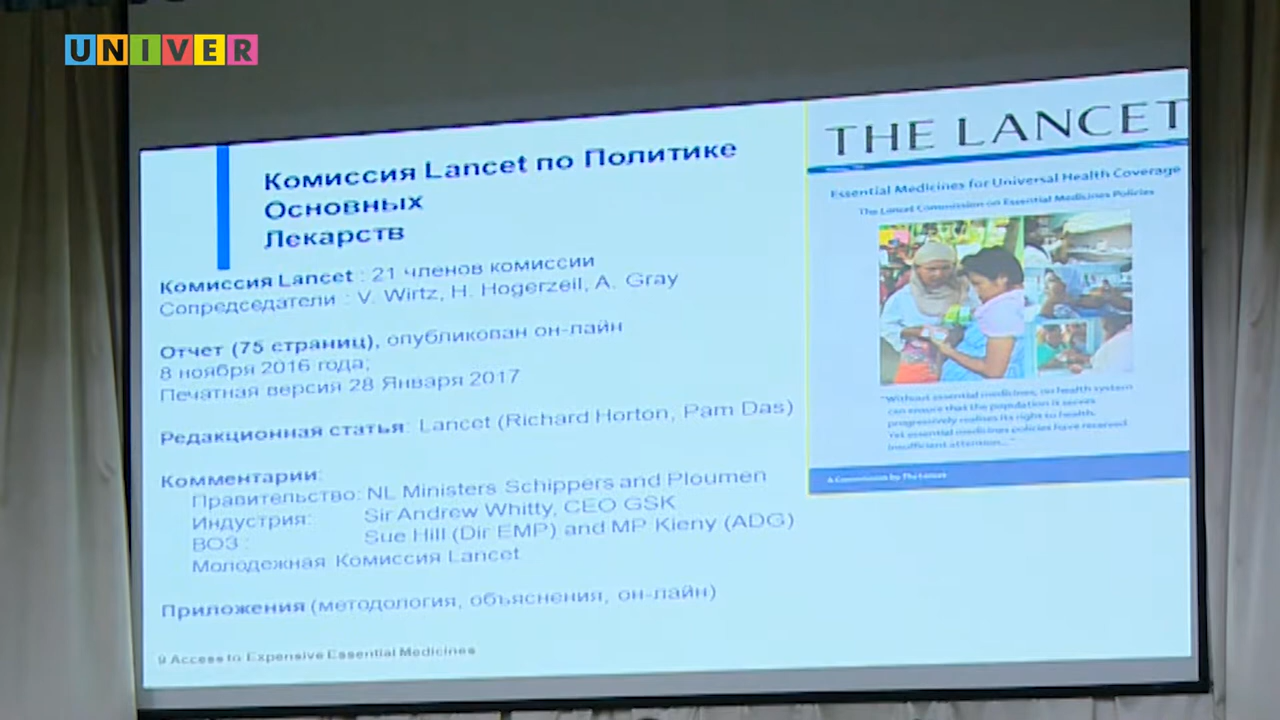 UNIVER
Комиссия Lancet по Политике
Основных
Лекарств
Комиссия Lancet : 21 членов комиссии
Сопредседатели : V. Wirtz, H. Hogerzeil, A. Gray
Отчет (75 страниц), опубликован он-лайн
8 ноября 2016 года;
Печатная версия 28 Января 2017
Редакционная статья: Lancet (Richard Horton, Pam Das)
Комментарии:
Правительство: NL Ministers Schippers and Ploumen
Индустрия: Sir Andrew Whitty, CEO GSK
ВОЗ : Sue Hill (Dir EMP) and MP Kieny (ADG)
Молодежная Комиссия Lancet
Приложения (методология, объяснения, он-лайн)
9 Access to Expensive Essential Medicines
THE LANCET
Essential Medicines for Universal Health Coverage
The Lancet Commission on Essential Medicines Policies
"Without essential medicines, no health system
can ensure that the population it serves
progressively realises its right to health.
Yet essential medicines policies have received
insufficient attention..."
A Commission by The Lancet